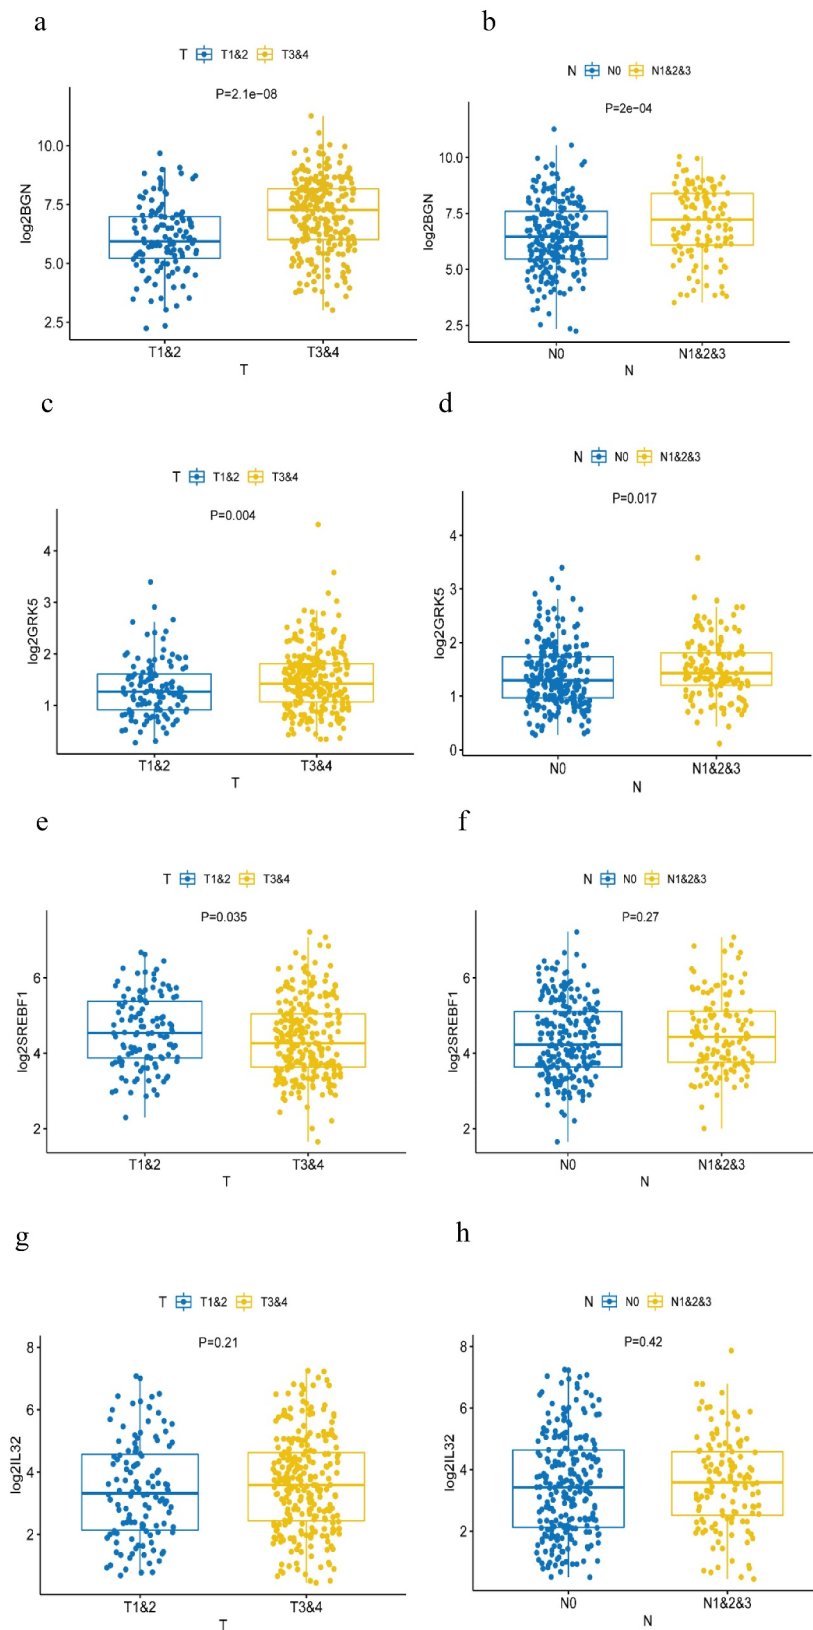 a
b
T T1&2 T3&4
N N0 N1&2&3
P=2.1e−08
P=2e−04
10.0
7.5
5.0
2.5
log2BGN
T1&2 T3&4
T
10.0
7.5
5.0
2.5
log2BGN
N0 N1&2&3
N
c
d
T T1&2 T3&4
N N0 N1&2&3
P=0.004
P=0.017
4
3
2
1
log2GRK5
T1&2 T3&4
T
4
3
2
1
0
log2GRK5
N0 N1&2&3
N
e
f
T T1&2 T3&4
N N0 N1&2&3
P=0.035
P=0.27
6
4
2
log2SREBF1
T1&2 T3&4
T
6
4
2
log2SREBF1
N0 N1&2&3
N
g
h
T T1&2 T3&4
N N0 N1&2&3
P=0.21
P=0.42
8
6
4
2
log2IL32
T1&2 T3&4
T
8
6
4
2
log2IL32
N0 N1&2&3
N